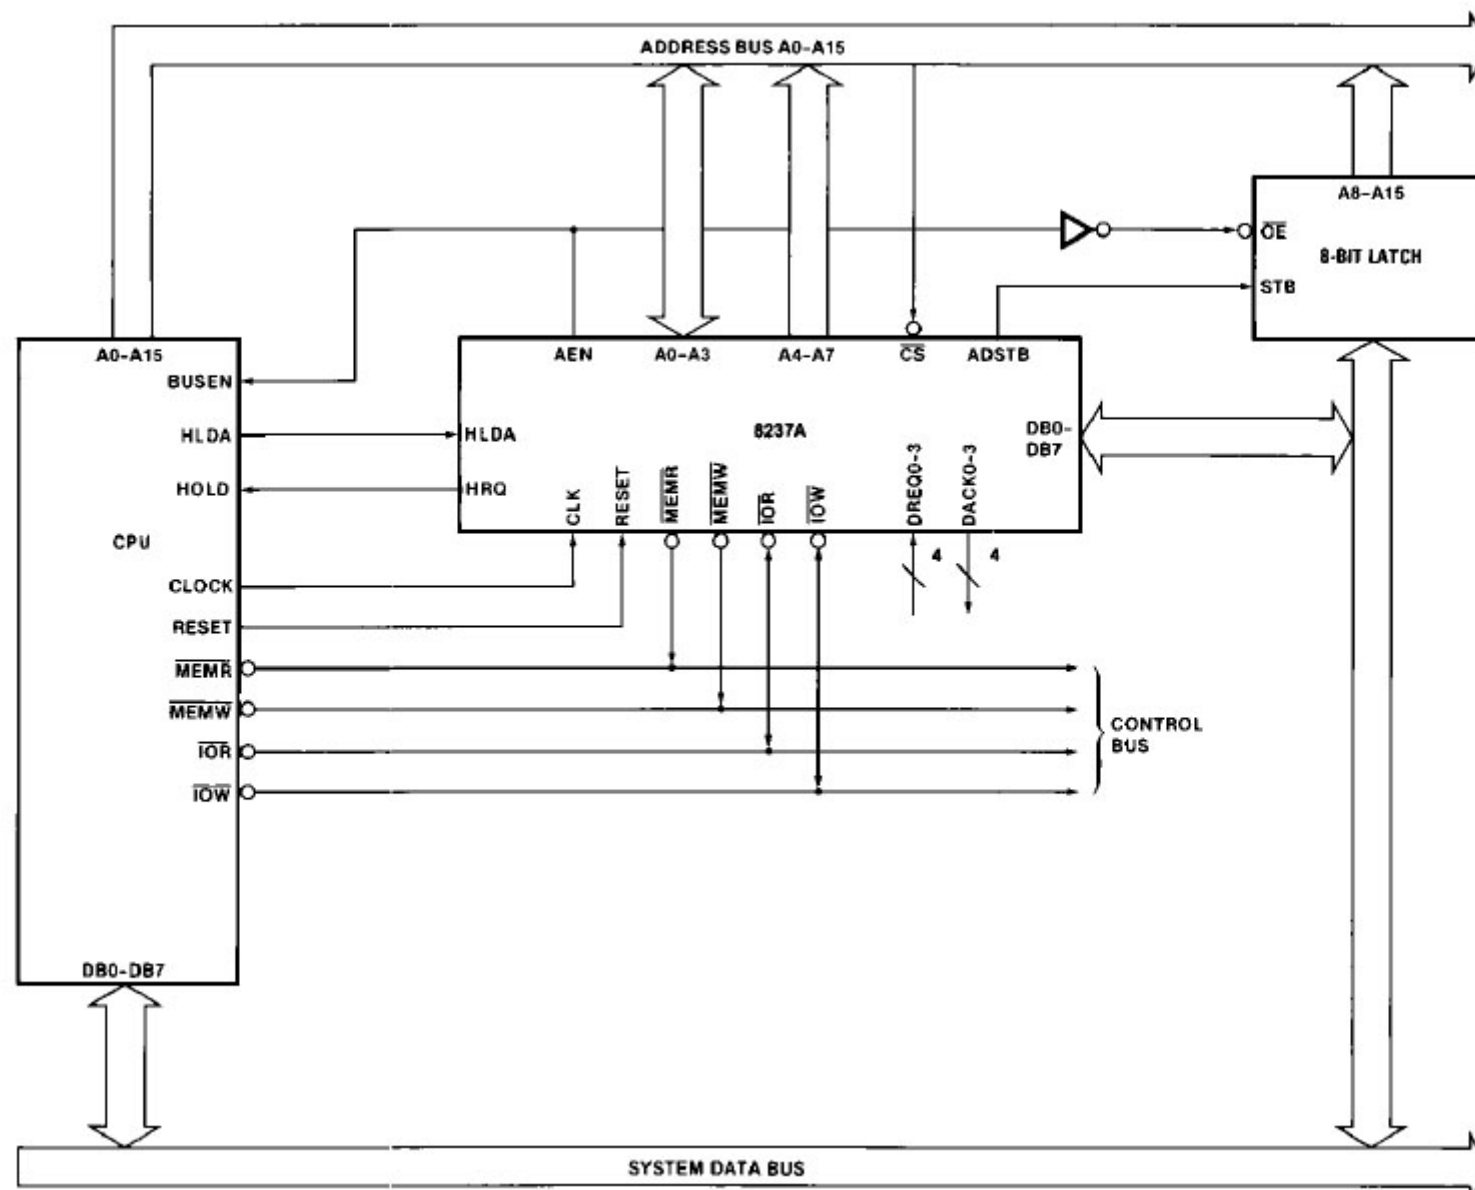 ADDRESS BUS A0-A15
A8-A15
OE
8-BIT LATCH
STB
A0-A15
BUSEN
HLDA
HOLD
CPU
CLOCK
RESET
MEMR
MEMW
IOR
IOW
DB0-DB7
AEN
A0-A3
A4-A7
CS
ADSTB
HLDA
8237A
DB0-
DB7
HRQ
CLK
RESET
MEMR
MEMW
IOR
IOW
DREQ0-3
DACK0-3
4
4
CONTROL
BUS
SYSTEM DATA BUS